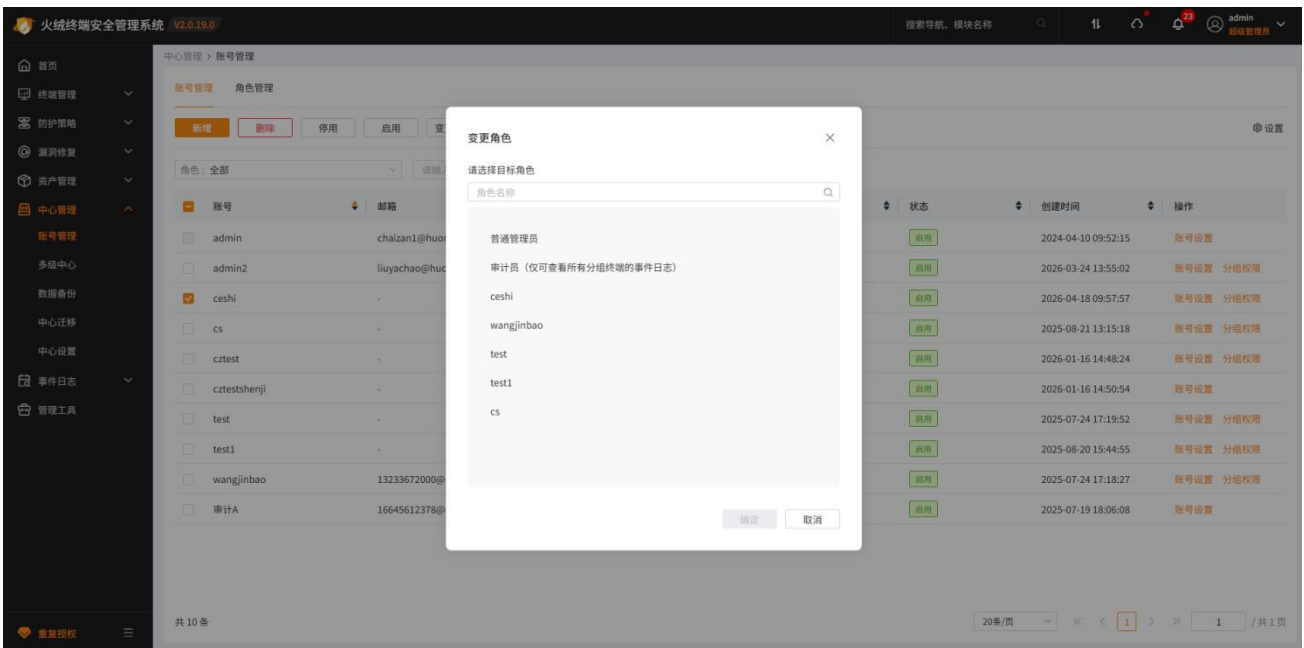 火绒终端安全管理系统 V2.0.19.0 搜索导航、模块名称 23 admin
超级管理员
首页
终端管理
防护策略
漏洞修复
资产管理
中心管理
账号管理
多级中心
数据备份
中心迁移
中心设置
事件日志
管理工具
重复授权
中心管理 > 账号管理
账号管理 角色管理
新增 删除 停用 启用 变 设置
角色: 全部 请输入
账号 邮箱 状态 创建时间 操作
admin chaizan1@huor 启用 2024-04-10 09:52:15 账号设置
admin2 liuyachao@huo 启用 2026-03-24 13:55:02 账号设置 分组权限
ceshi - 启用 2026-04-18 09:57:57 账号设置 分组权限
cs - 启用 2025-08-21 13:15:18 账号设置 分组权限
cztest - 启用 2026-01-16 14:48:24 账号设置 分组权限
cztestshenji - 启用 2026-01-16 14:50:54 账号设置
test - 启用 2025-07-24 17:19:52 账号设置 分组权限
test1 - 启用 2025-08-20 15:44:55 账号设置 分组权限
wangjinbao 13233672000@ 启用 2025-07-24 17:18:27 账号设置 分组权限
审计A 16645612378@ 启用 2025-07-19 18:06:08 账号设置
共 10 条 20条/页 1 1 / 共 1 页
变更角色
请选择目标角色
角色名称
普通管理员
审计员（仅可查看所有分组终端的事件日志）
ceshi
wangjinbao
test
test1
cs
确定 取消